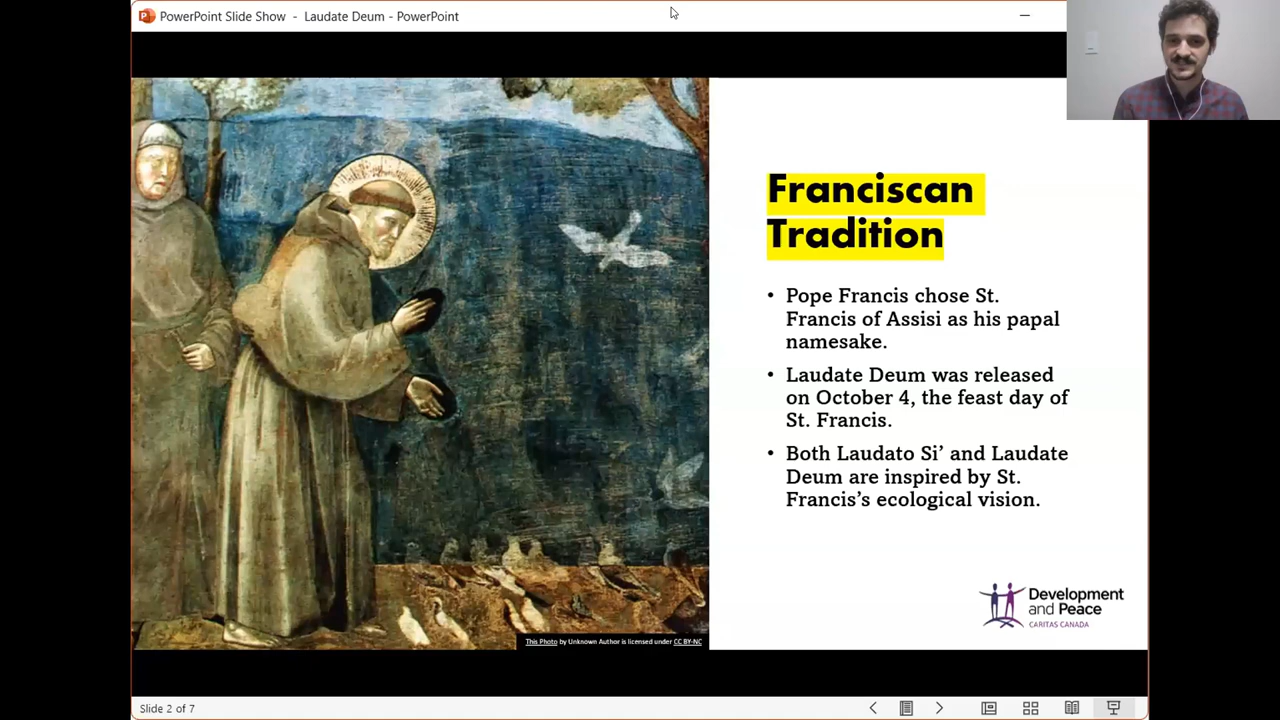 PowerPoint Slide Show - Laudate Deum - PowerPoint
Franciscan
Tradition
• Pope Francis chose St.
Francis of Assisi as his papal
namesake.
• Laudate Deum was released
on October 4, the feast day of
St. Francis.
• Both Laudato Si’ and Laudate
Deum are inspired by St.
Francis’s ecological vision.
Development
and Peace
CARITAS CANADA
This Photo by Unknown Author is licensed under CC BY-NC
Slide 2 of 7